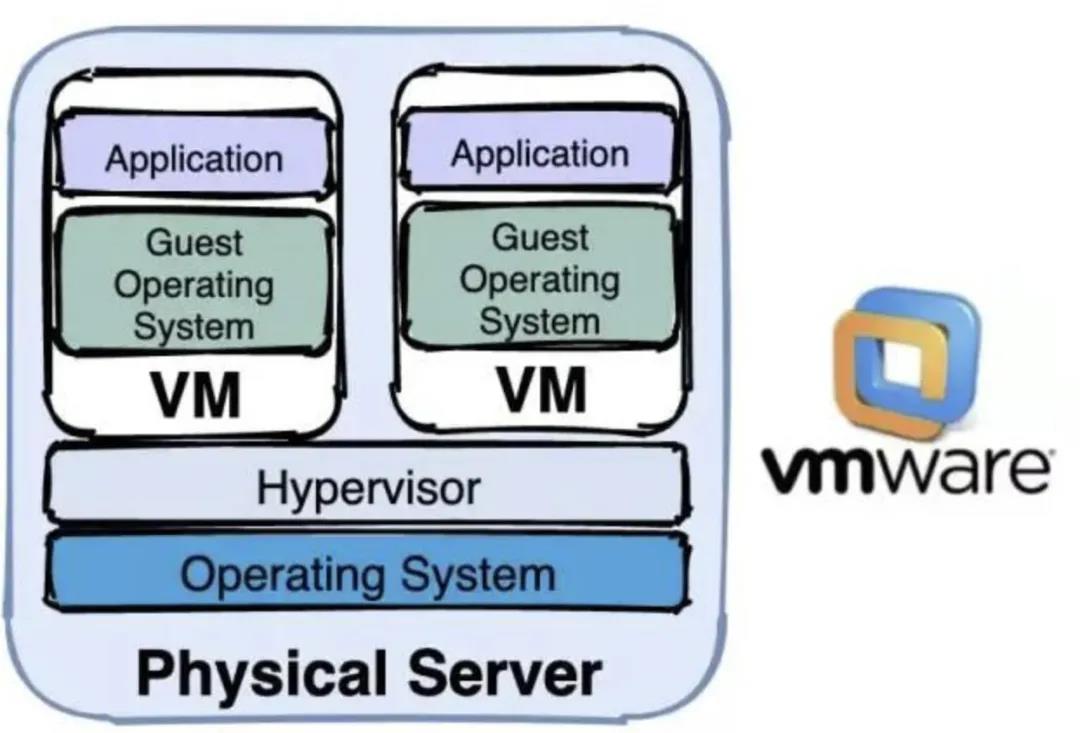 Application
Guest
Operating
System
VM
Application
Guest
Operating
System
VM
Hypervisor
Operating System
Physical Server
vmware